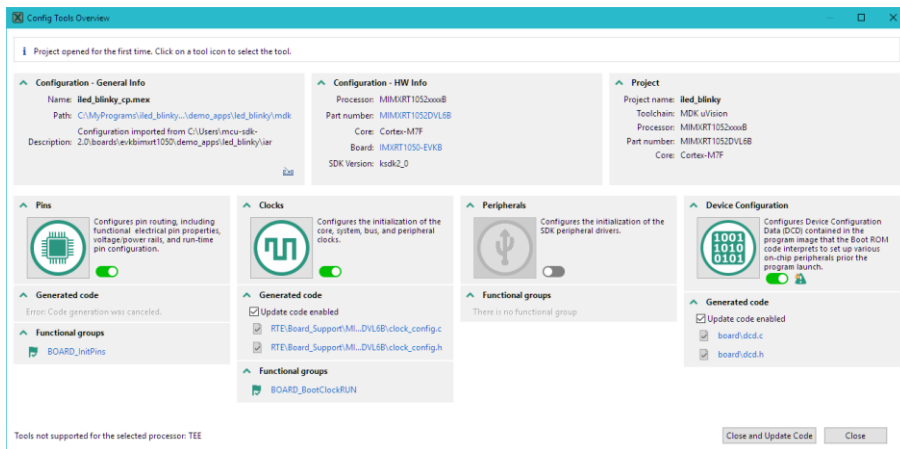 Config Tools Overview
i Project opened for the first time. Click on a tool icon to select the tool.
Configuration - General Info
Name: iled_blinky_cp.mex
Path: C:\MyPrograms\iled_blinky...\demo_apps\led_blinky\mdk
Configuration imported from C:\Users\mcu-sdk-
Description: 2.0\boards\evkbimxrt1050\demo_apps\led_blinky\iar
Configuration - HW Info
Processor: MIMXRT1052xxxxB
Part number: MIMXRT1052DVL6B
Core: Cortex-M7F
Board: IMXRT1050-EVKB
SDK Version: ksdk2_0
Project
Project name: iled_blinky
Toolchain: MDK uVision
Processor: MIMXRT1052xxxxB
Part number: MIMXRT1052DVL6B
Core: Cortex-M7F
Pins
Configures pin routing, including
functional electrical pin properties,
voltage/power rails, and run-time
pin configuration.
Generated code
Error: Code generation was canceled.
Functional groups
BOARD_InitPins
Clocks
Configures the initialization of the
core, system, bus, and peripheral
clocks.
Generated code
Update code enabled
RTE\Board_Support\MI...DVL6B\clock_config.c
RTE\Board_Support\MI...DVL6B\clock_config.h
Functional groups
BOARD_BootClockRUN
Peripherals
Configures the initialization of the
SDK peripheral drivers.
Functional groups
There is no functional group
Device Configuration
1001
1010
0101
Configures Device Configuration
Data (DCD) contained in the
program image that the Boot ROM
code interprets to set up various
on-chip peripherals prior the
program launch.
Generated code
Update code enabled
board\dcd.c
board\dcd.h
Tools not supported for the selected processor: TEE
Close and Update Code
Close